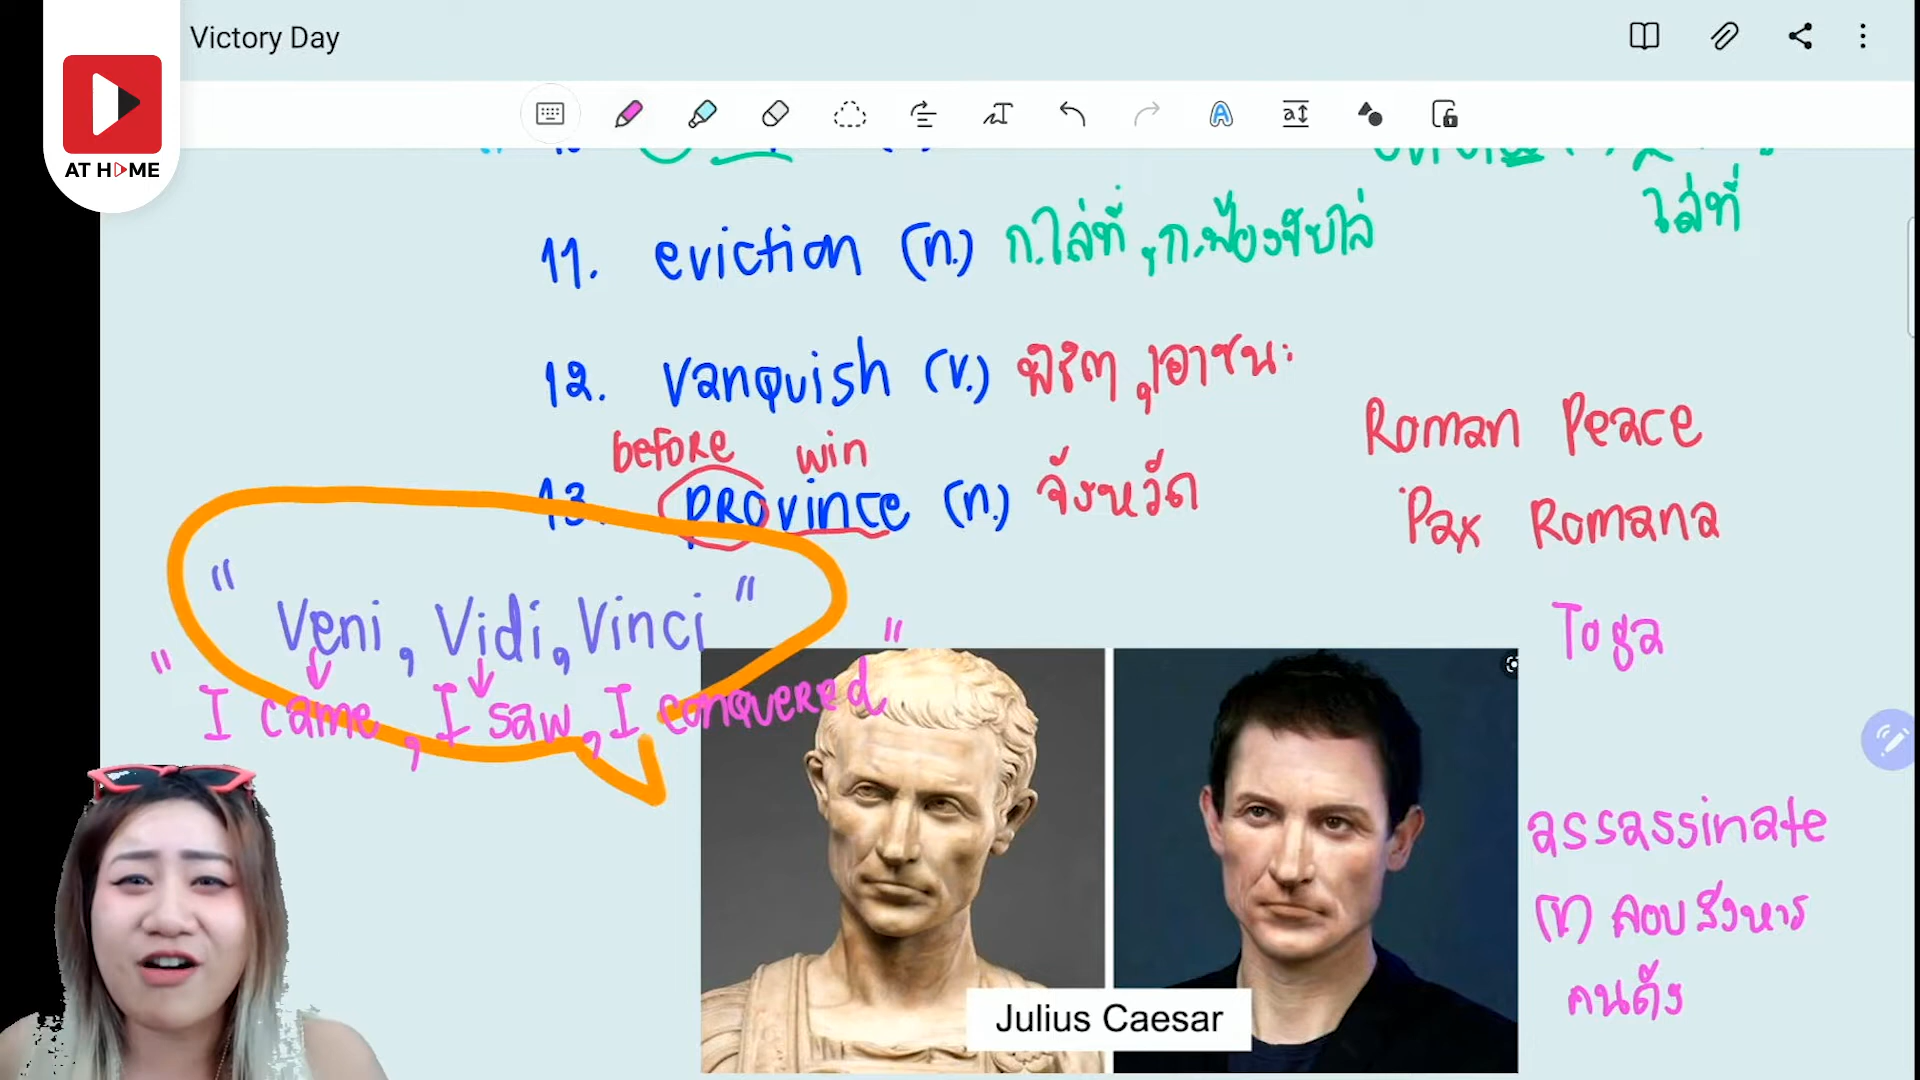 Victory Day
AT HOME
ไล่ที่
11. eviction (n.) ก.ไล่ที่, ก.ฟ้องขับไล่
12. vanquish (v.) พิชิต, เอาชนะ
before win
13. province (n.) จังหวัด
Roman Peace
Pax Romana
Toga
" Veni, Vidi, Vinci "
" I came, I saw, I conquered "
assassinate
(v.) ลอบสังหาร
คนดัง
Julius Caesar